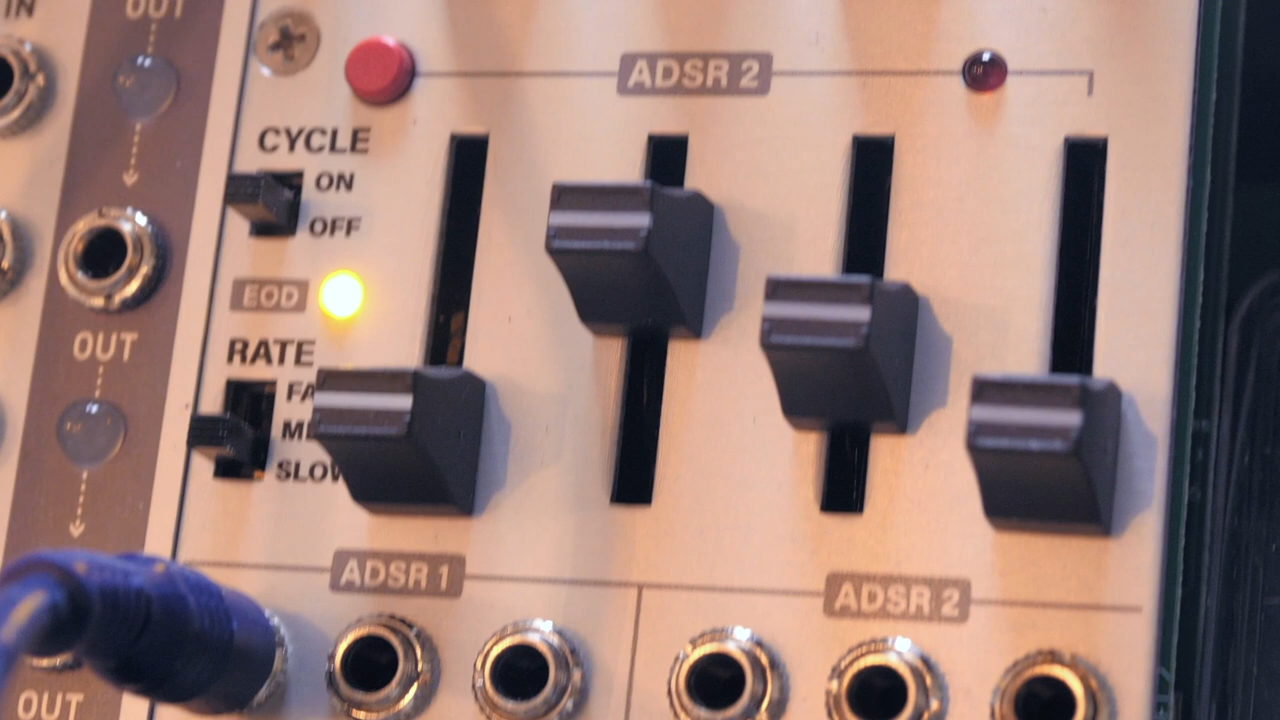 IN
OUT
ADSR 2
CYCLE
ON
OFF
EOD
OUT
RATE
SLOW
ADSR 1
ADSR 2
OUT